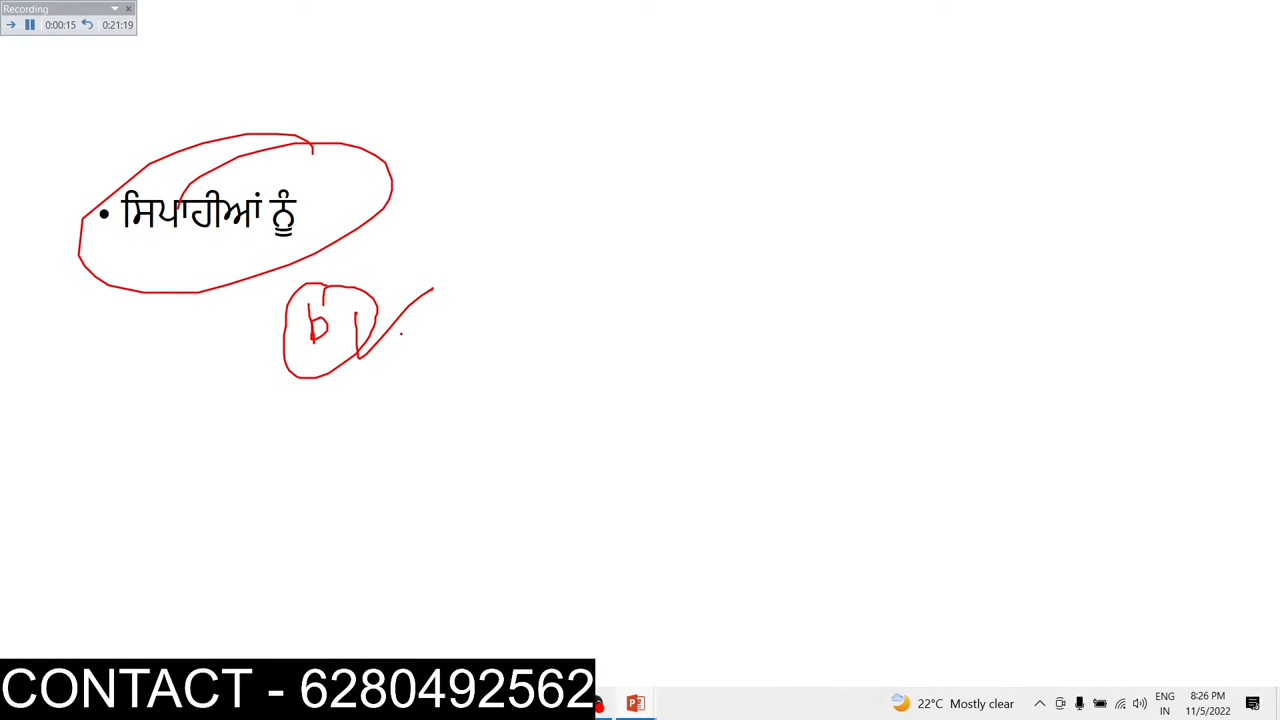 Recording
0:00:15 0:21:19
• ਸਿਪਾਹੀਆਂ ਨੂੰ
b
CONTACT - 6280492562
22°C Mostly clear
ENG
IN
8:26 PM
11/5/2022